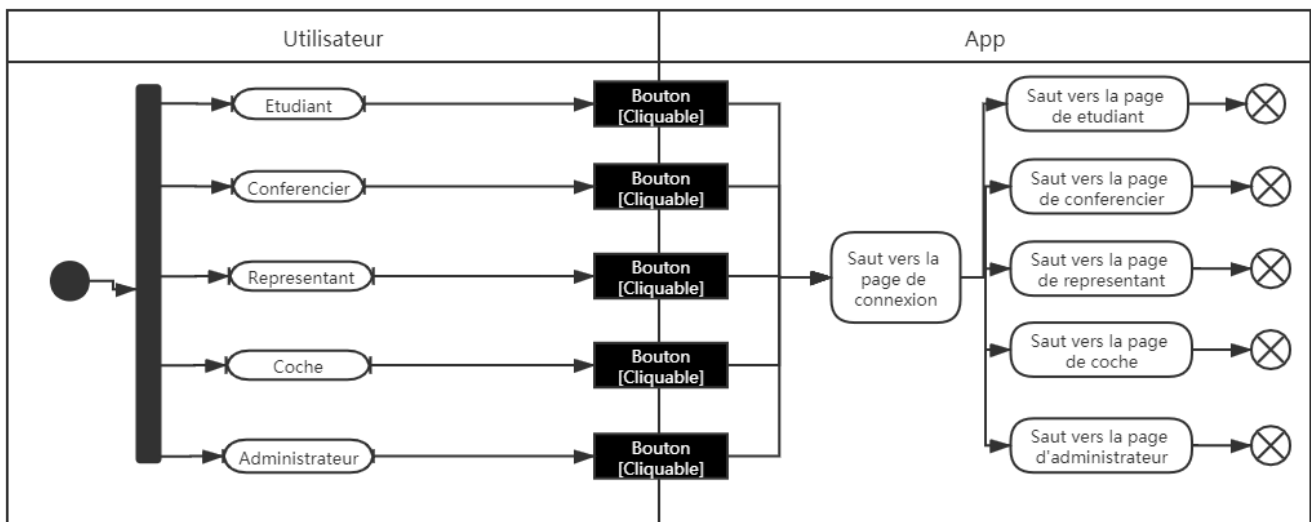 Utilisateur
App
Etudiant
Bouton
[Cliquable]
Saut vers la page
de etudiant
Conferencier
Bouton
[Cliquable]
Saut vers la page
de conferencier
Representant
Bouton
[Cliquable]
Saut vers la
page de
connexion
Saut vers la page
de representant
Coche
Bouton
[Cliquable]
Saut vers la page
de coche
Administrateur
Bouton
[Cliquable]
Saut vers la page
d'administrateur